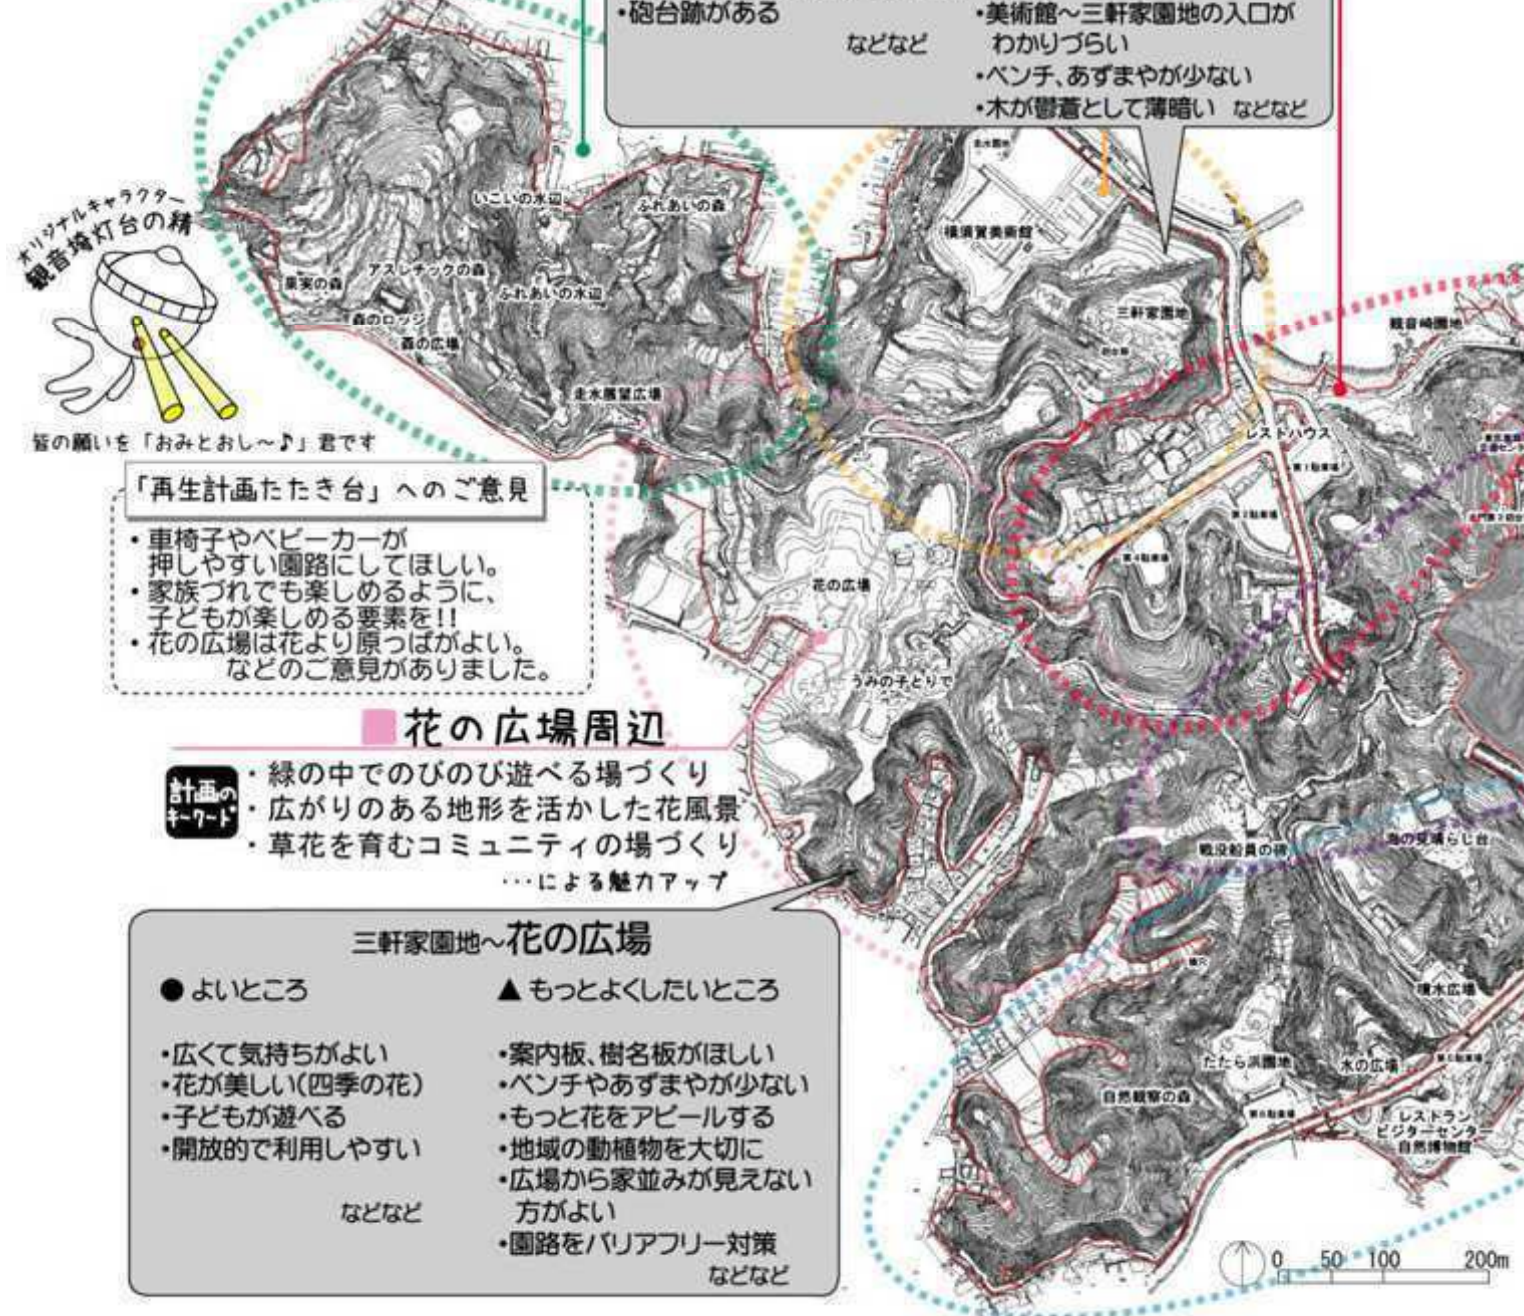 ・砲台跡がある
などなど
・美術館～三軒家園地の入口が
わかりづらい
・ベンチ、あずまやが少ない
・木が鬱蒼として薄暗い などなど
オリジナルキャラクター
観音埼灯台の精
皆の願いを「おみとおし～♪」君です
いこいの水辺
ふれあいの森
果実の森
アスレチックの森
ふれあいの水辺
森のロッジ
森の広場
走水展望広場
横須賀美術館
三軒家園地
観音崎園地
レストハウス
第1駐車場
第2駐車場
第4駐車場
花の広場
うみの子とりで
「再生計画たたき台」へのご意見
・車椅子やベビーカーが
押しやすい園路にしてほしい。
・家族づれでも楽しめるように、
子どもが楽しめる要素を!!
・花の広場は花より原っぱがよい。
などのご意見がありました。
花の広場周辺
計画の
キーワード
・緑の中でのびのび遊べる場づくり
・広がりのある地形を活かした花風景
・草花を育むコミュニティの場づくり
…による魅力アップ
戦没船員の碑
海の見晴らし台
噴水広場
たたら浜園地
水の広場
自然観察の森
レストラン
ビジターセンター
自然博物館
三軒家園地～花の広場
●よいところ
・広くて気持ちがよい
・花が美しい(四季の花)
・子どもが遊べる
・開放的で利用しやすい
などなど
▲もっとよくしたいところ
・案内板、樹名板がほしい
・ベンチやあずまやが少ない
・もっと花をアピールする
・地域の動植物を大切に
・広場から家並みが見えない
方がよい
・園路をバリアフリー対策
などなど
0 50 100 200m